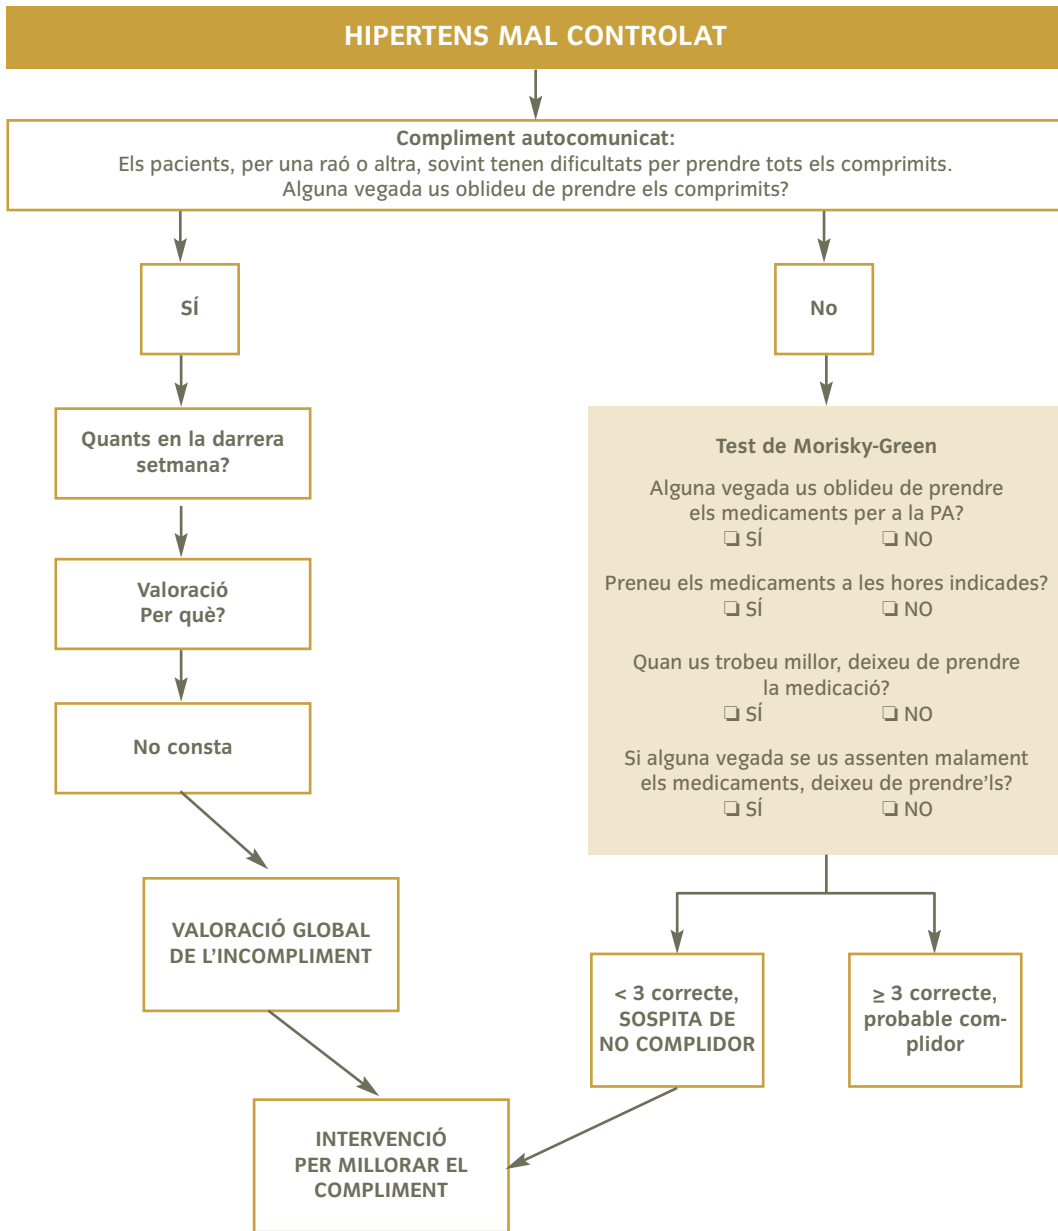 HIPERTENS MAL CONTROLAT
Compliment autocomunicat:
Els pacients, per una raó o altra, sovint tenen dificultats per prendre tots els comprimits.
Alguna vegada us oblideu de prendre els comprimits?
SÍ
No
Quants en la darrera
setmana?
Valoració
Per què?
No consta
VALORACIÓ GLOBAL
DE L’INCOMPLIMENT
Test de Morisky-Green
Alguna vegada us oblideu de prendre
els medicaments per a la PA?
❏ SÍ ❏ NO
Preneu els medicaments a les hores indicades?
❏ SÍ ❏ NO
Quan us trobeu millor, deixeu de prendre
la medicació?
❏ SÍ ❏ NO
Si alguna vegada se us assenten malament
els medicaments, deixeu de prendre’ls?
❏ SÍ ❏ NO
< 3 correcte,
SOSPITA DE
NO COMPLIDOR
≥ 3 correcte,
probable com-
plidor
INTERVENCIÓ
PER MILLORAR EL
COMPLIMENT